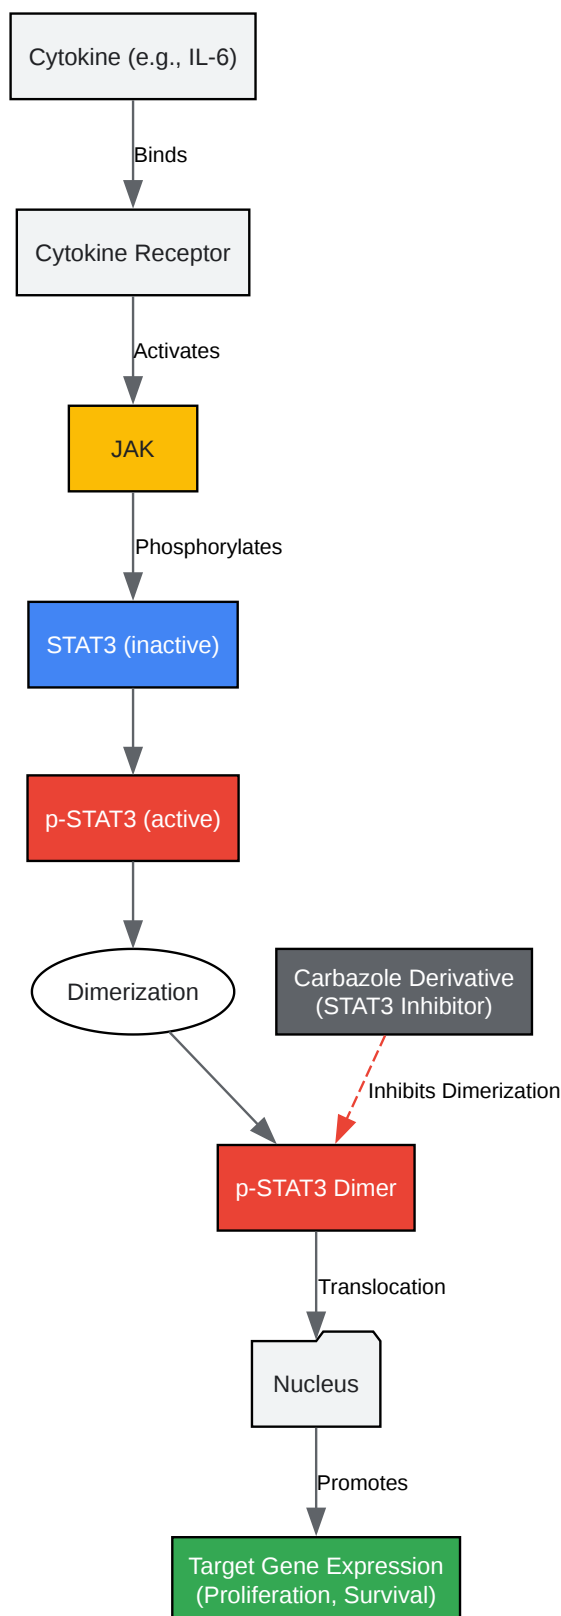 Cytokine (e.g., IL-6)
Binds
Cytokine Receptor
Activates
JAK
Phosphorylates
STAT3 (inactive)
p-STAT3 (active)
Dimerization
Carbazole Derivative
(STAT3 Inhibitor)
Inhibits Dimerization
p-STAT3 Dimer
Translocation
Nucleus
Promotes
Target Gene Expression
(Proliferation, Survival)